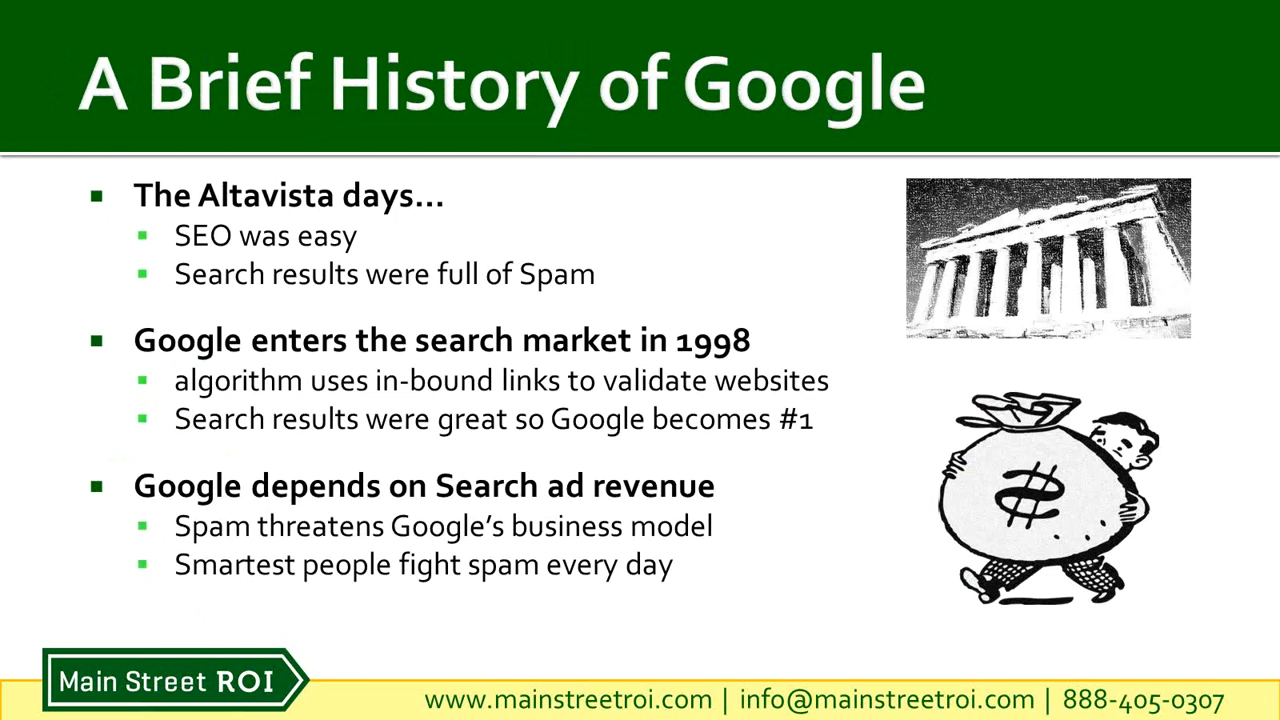 A Brief History of Google
The Altavista days…
SEO was easy
Search results were full of Spam
Google enters the search market in 1998
algorithm uses in-bound links to validate websites
Search results were great so Google becomes #1
Google depends on Search ad revenue
Spam threatens Google’s business model
Smartest people fight spam every day
$
Main Street ROI
www.mainstreetroi.com | info@mainstreetroi.com | 888-405-0307